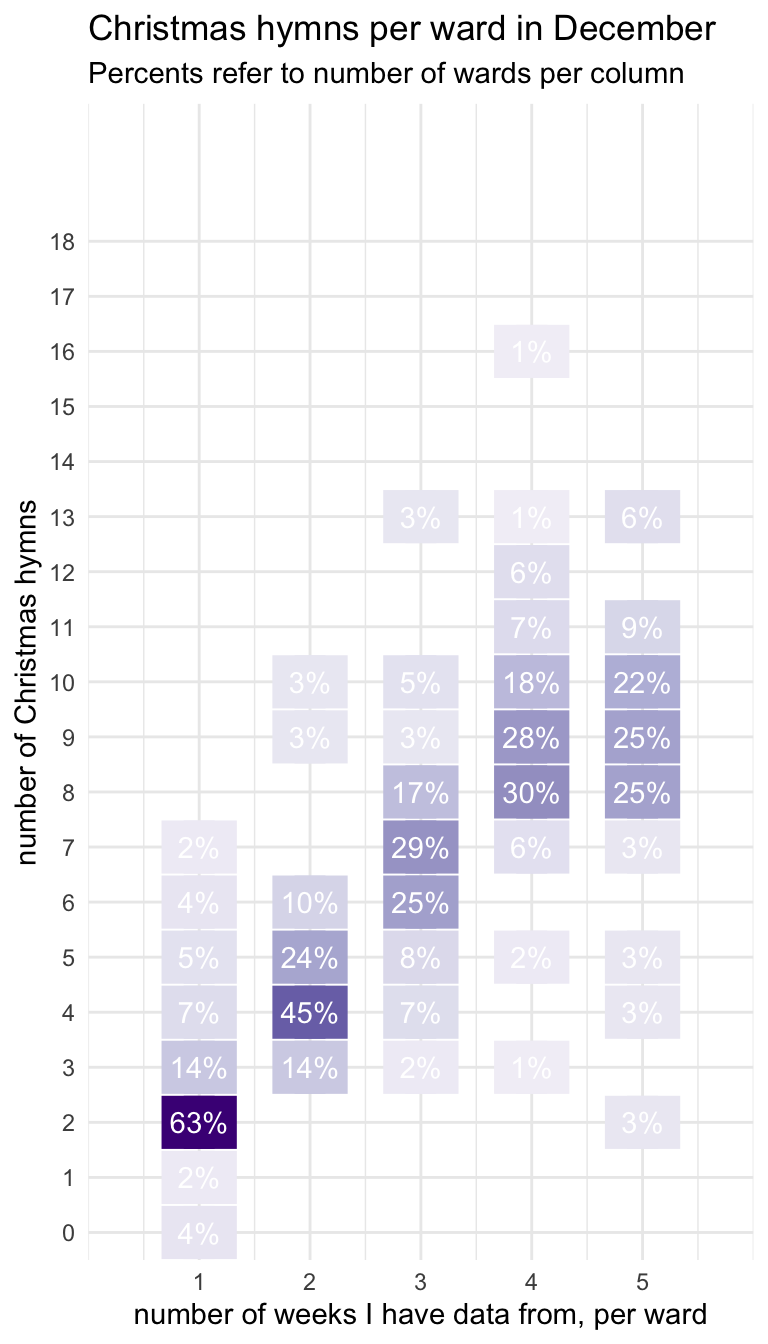 Christmas hymns per ward in December
Percents refer to number of wards per column
18
17
16 1%
15
14
13 3% 1% 6%
12 6%
11 7% 9%
10 3% 5% 18% 22%
9 3% 3% 28% 25%
8 17% 30% 25%
7 2% 29% 6% 3%
6 4% 10% 25%
5 5% 24% 8% 2% 3%
4 7% 45% 7% 3%
3 14% 14% 2% 1%
2 63% 3%
1 2%
0 4%
number of Christmas hymns
1 2 3 4 5
number of weeks I have data from, per ward